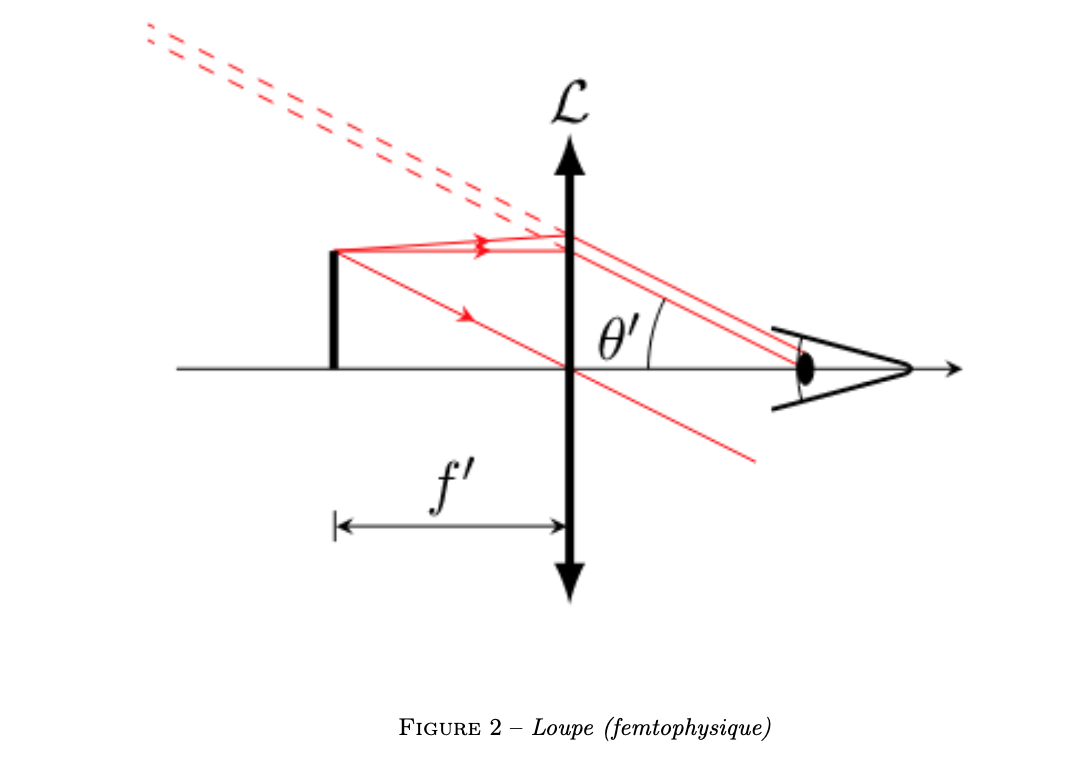 ℒ
θ′
f′
FIGURE 2 – Loupe (femtophysique)